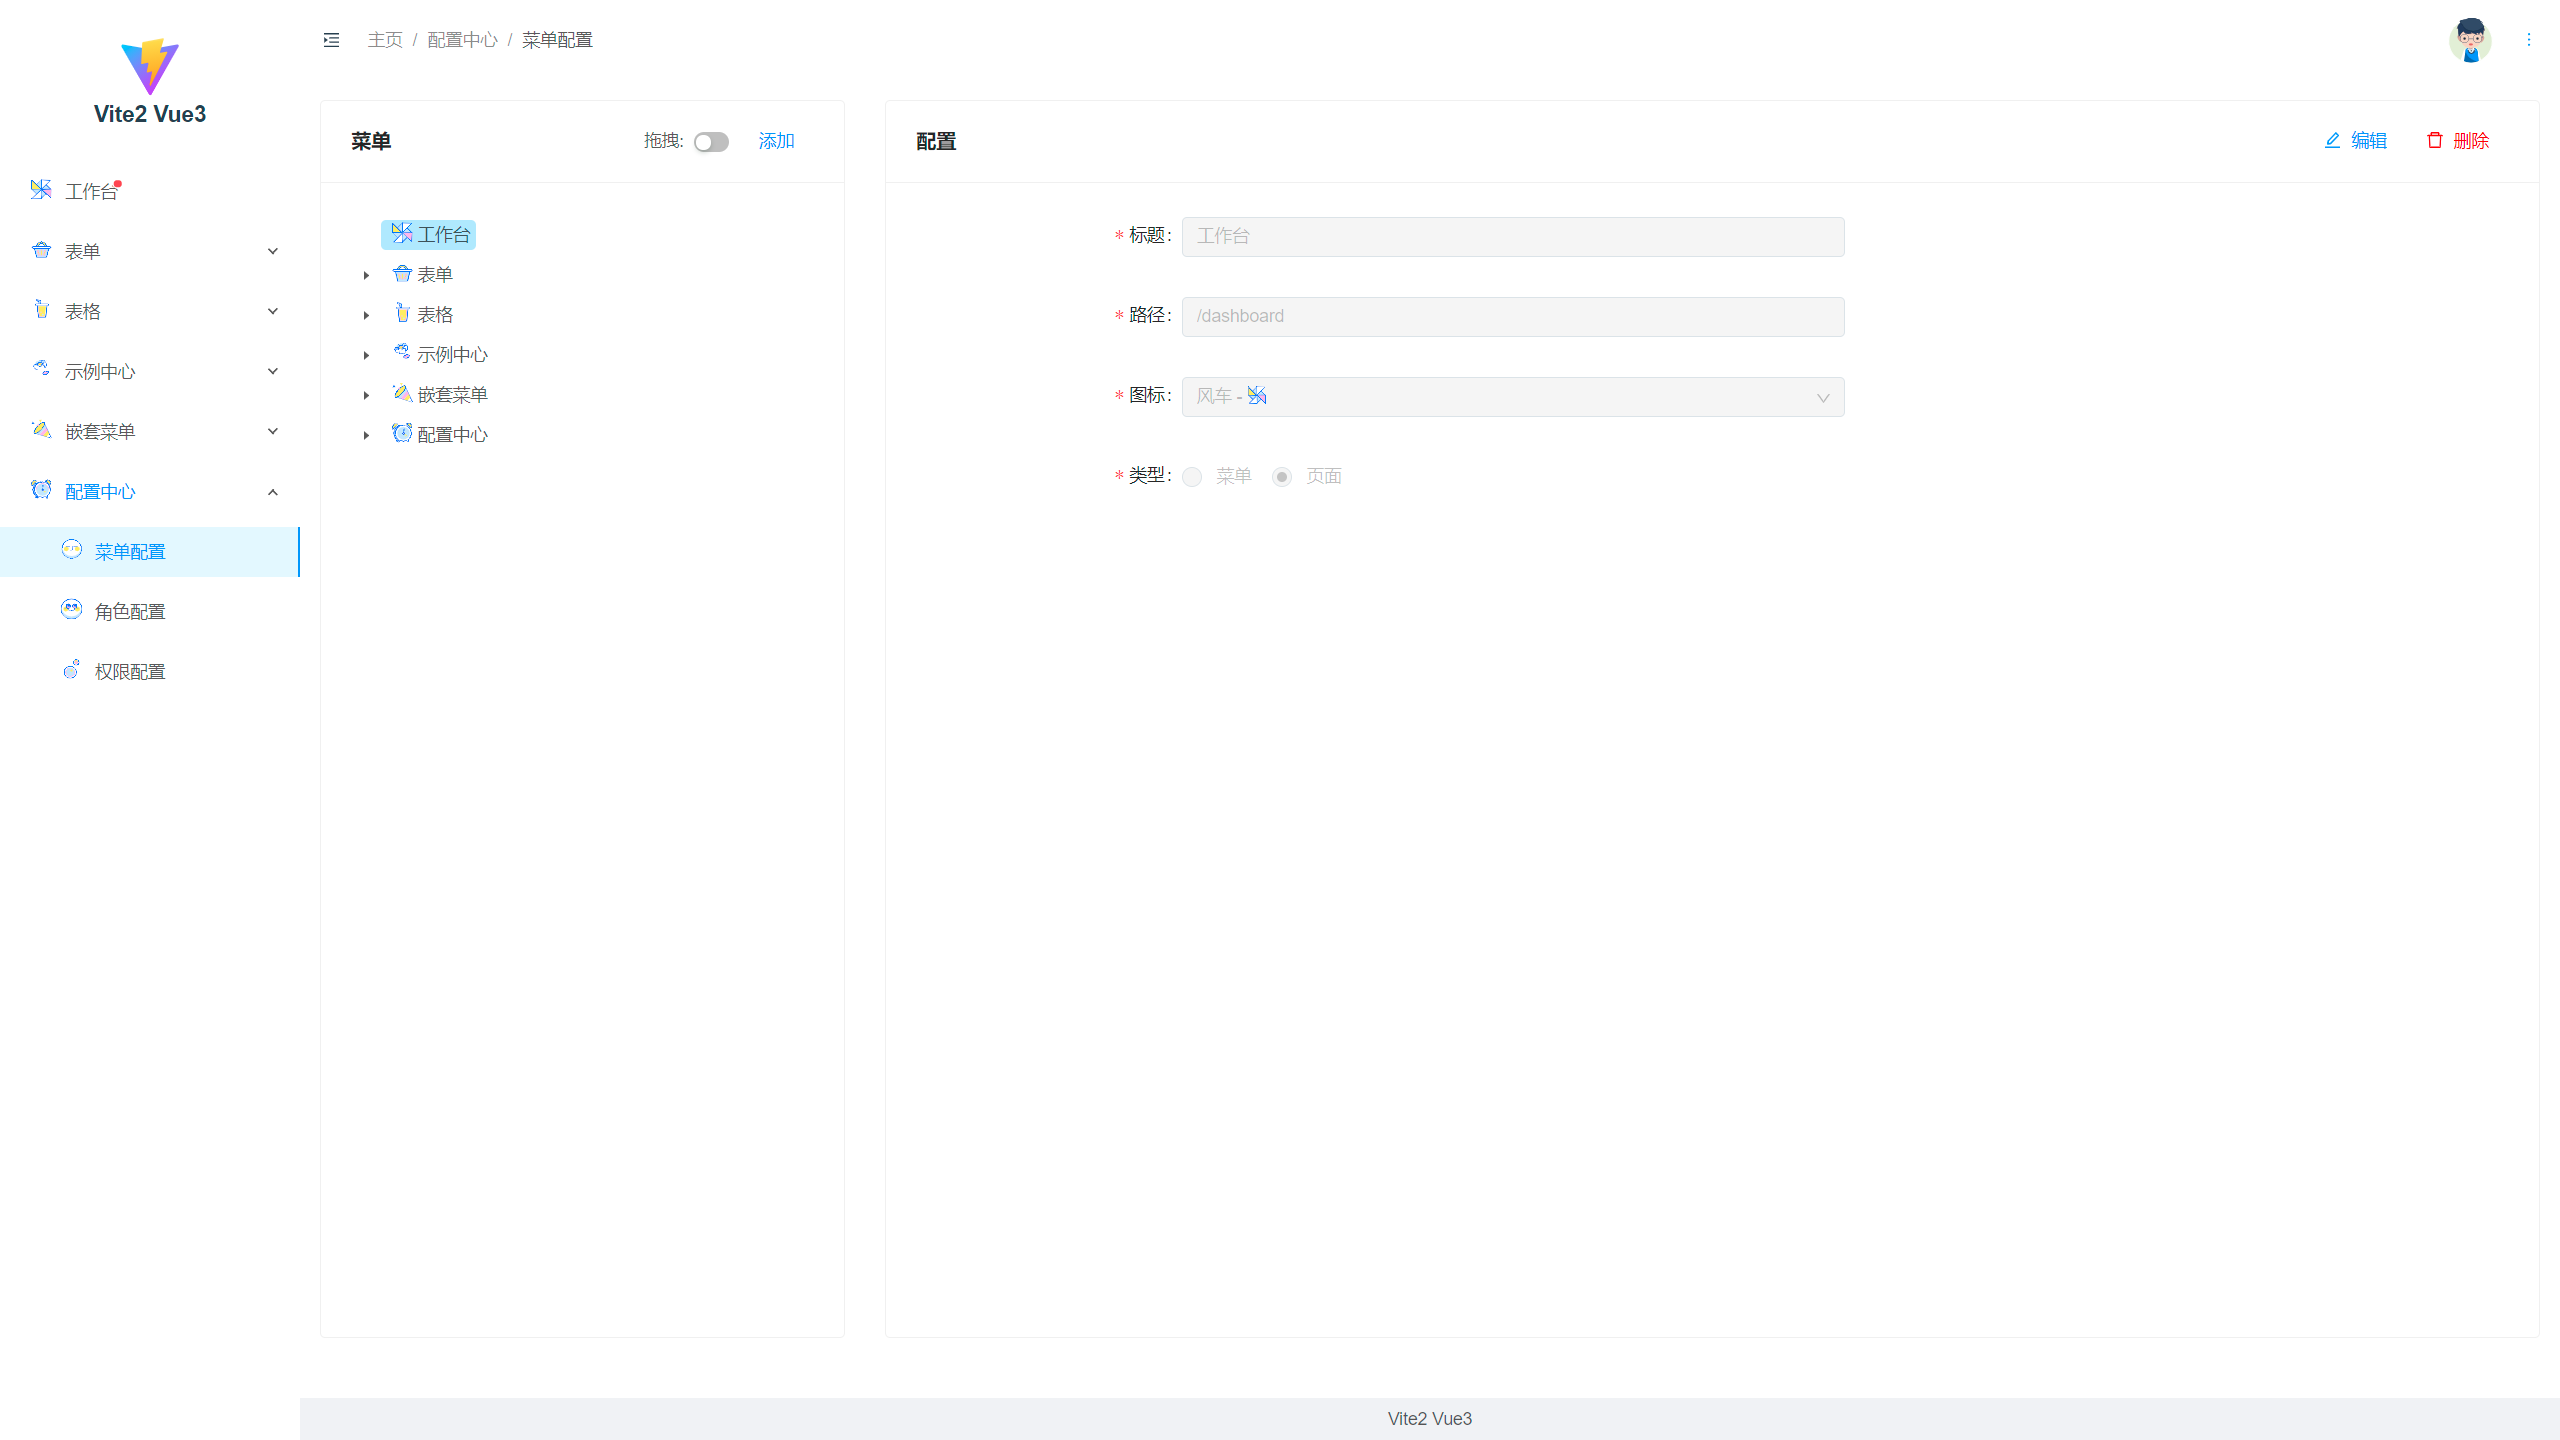 Vite2 Vue3
工作台
表单
表格
示例中心
嵌套菜单
配置中心
菜单配置
角色配置
权限配置
主页 / 配置中心 / 菜单配置
菜单 拖拽: 添加
工作台
表单
表格
示例中心
嵌套菜单
配置中心
配置 编辑 删除
* 标题: 工作台
* 路径: /dashboard
* 图标: 风车 -
* 类型: 菜单 页面
Vite2 Vue3